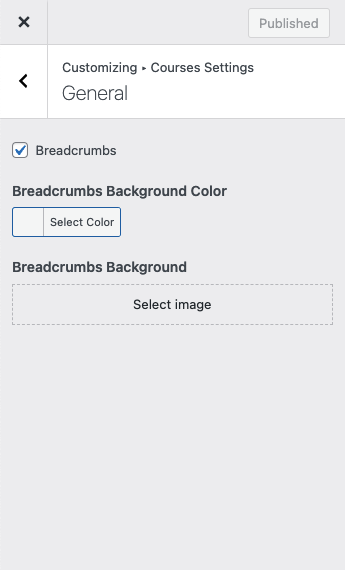 Published
Customizing ▸ Courses Settings
General
Breadcrumbs
Breadcrumbs Background Color
Select Color
Breadcrumbs Background
Select image